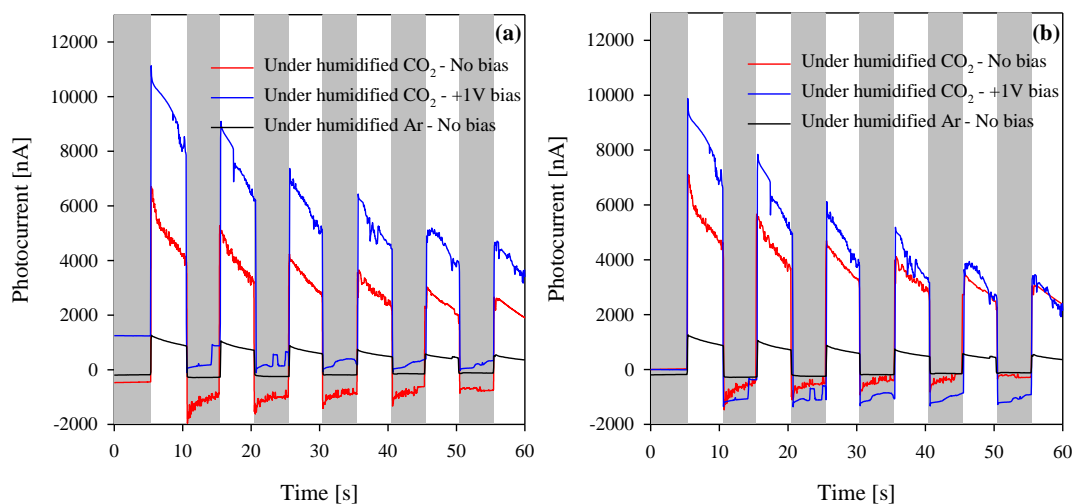 (a)
Under humidified CO₂ - No bias
Under humidified CO₂ - +1V bias
Under humidified Ar - No bias
12000
10000
8000
6000
4000
2000
0
-2000
Photocurrent [nA]
0 10 20 30 40 50 60
Time [s]
(b)
Under humidified CO₂ - No bias
Under humidified CO₂ - +1V bias
Under humidified Ar - No bias
12000
10000
8000
6000
4000
2000
0
-2000
Photocurrent [nA]
0 10 20 30 40 50 60
Time [s]